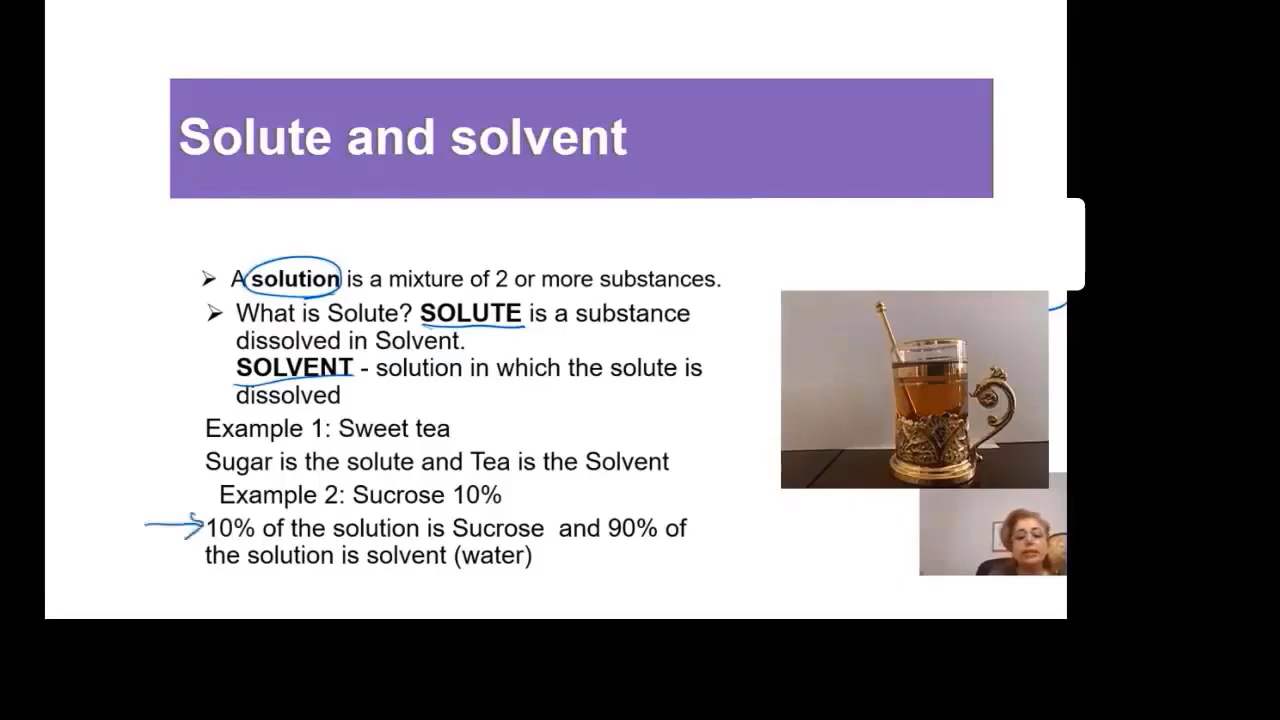 Solute and solvent
➢ A solution is a mixture of 2 or more substances.
➢ What is Solute? SOLUTE is a substance
dissolved in Solvent.
SOLVENT - solution in which the solute is
dissolved
Example 1: Sweet tea
Sugar is the solute and Tea is the Solvent
Example 2: Sucrose 10%
10% of the solution is Sucrose and 90% of
the solution is solvent (water)